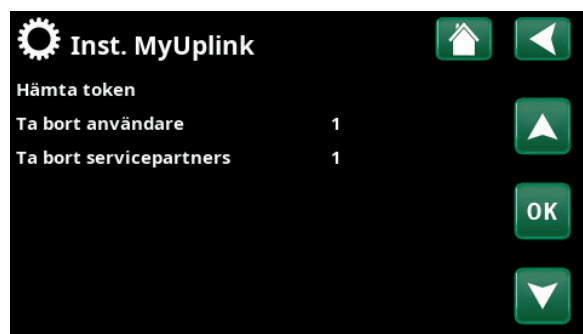 Inst. MyUplink
Hämta token
Ta bort användare 1
Ta bort servicepartners 1
OK